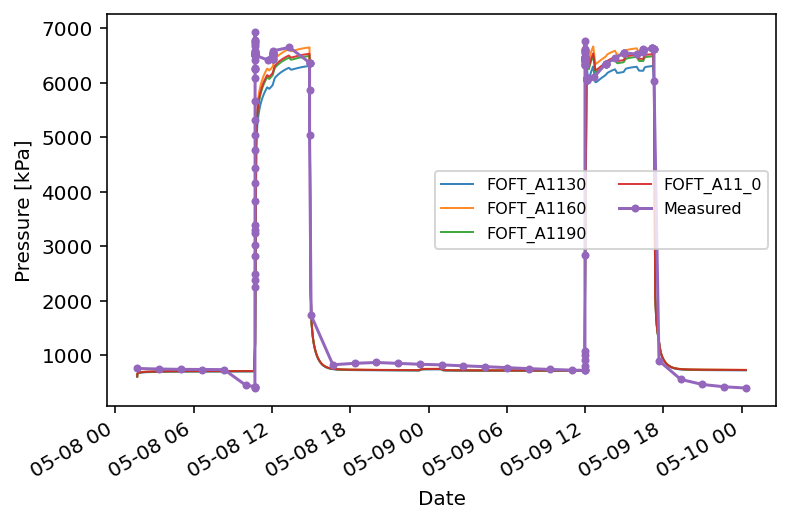 7000
6000
5000
4000
3000
2000
1000
Pressure [kPa]
FOFT_A1130
FOFT_A1160
FOFT_A1190
FOFT_A11_0
Measured
05-08 00
05-08 06
05-08 12
05-08 18
05-09 00
05-09 06
05-09 12
05-09 18
05-10 00
Date